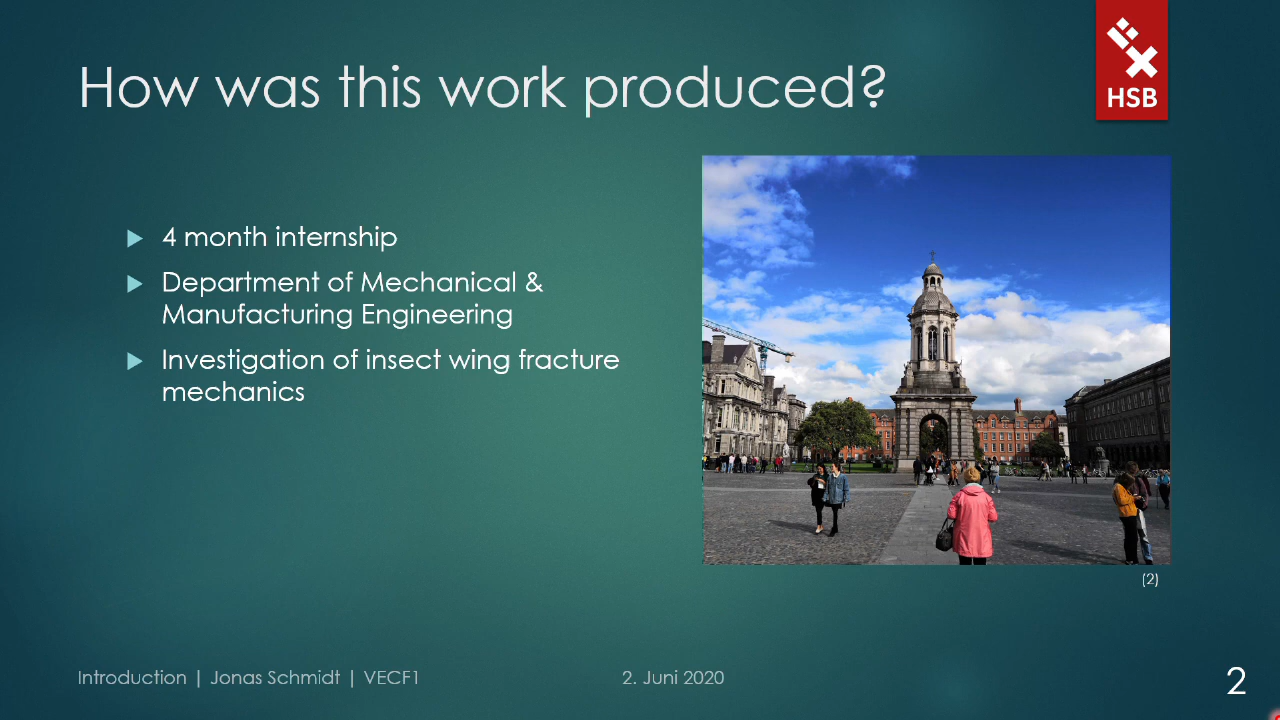 How was this work produced?
HSB
4 month internship
Department of Mechanical &
Manufacturing Engineering
Investigation of insect wing fracture
mechanics
(2)
Introduction | Jonas Schmidt | VECF1
2. Juni 2020
2